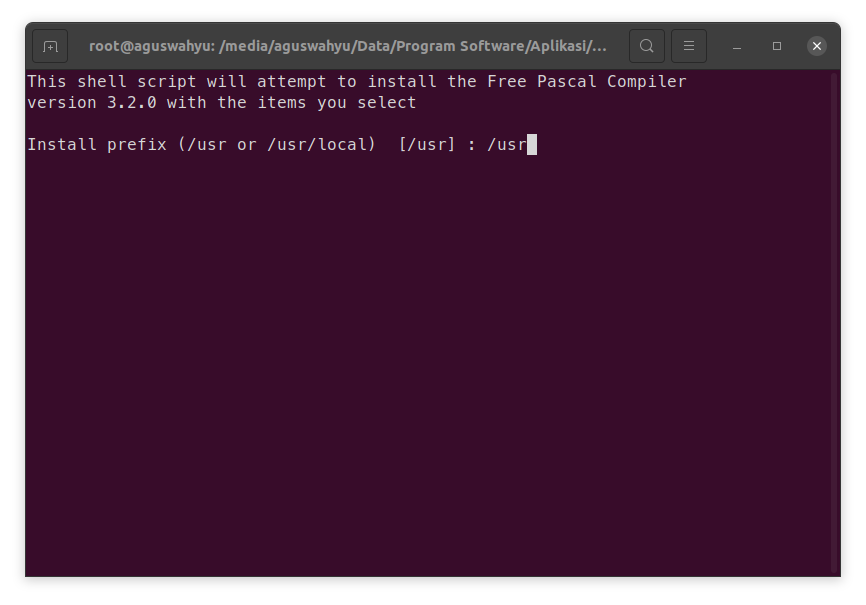 root@aguswahyu: /media/aguswahyu/Data/Program Software/Aplikasi/...
This shell script will attempt to install the Free Pascal Compiler
version 3.2.0 with the items you select
Install prefix (/usr or /usr/local)  [/usr] : /usr